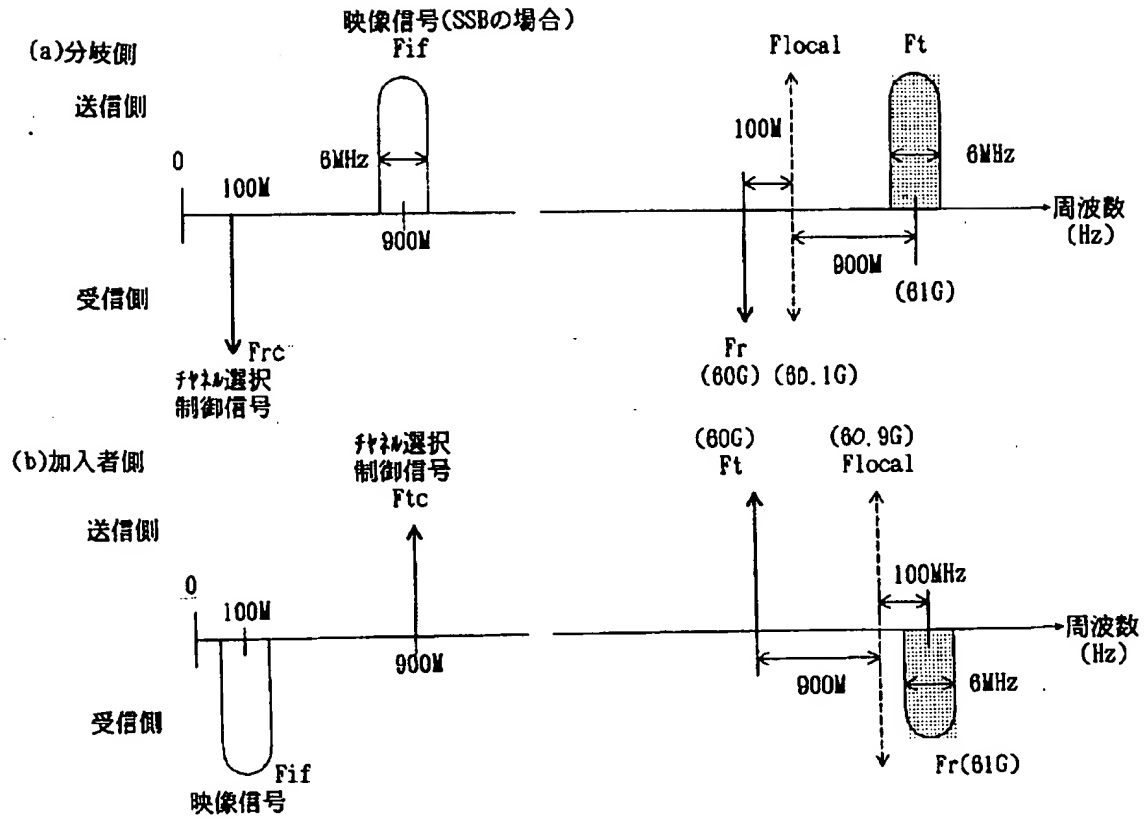 映像信号(SSBの場合)
(a)分岐側
Fif
Flocal
Ft
送信側
100M
0
6MHz
6MHz
100M
900M
周波数
(Hz)
900M
(61G)
受信側
Frc
Fr
チャネル選択
制御信号
(60G) (60.1G)
(b)加入者側
チャネル選択
制御信号
Ftc
(60G)
Ft
(60.9G)
Flocal
送信側
0
100MHz
100M
900M
周波数
(Hz)
900M
6MHz
受信側
Fif
映像信号
Fr(61G)